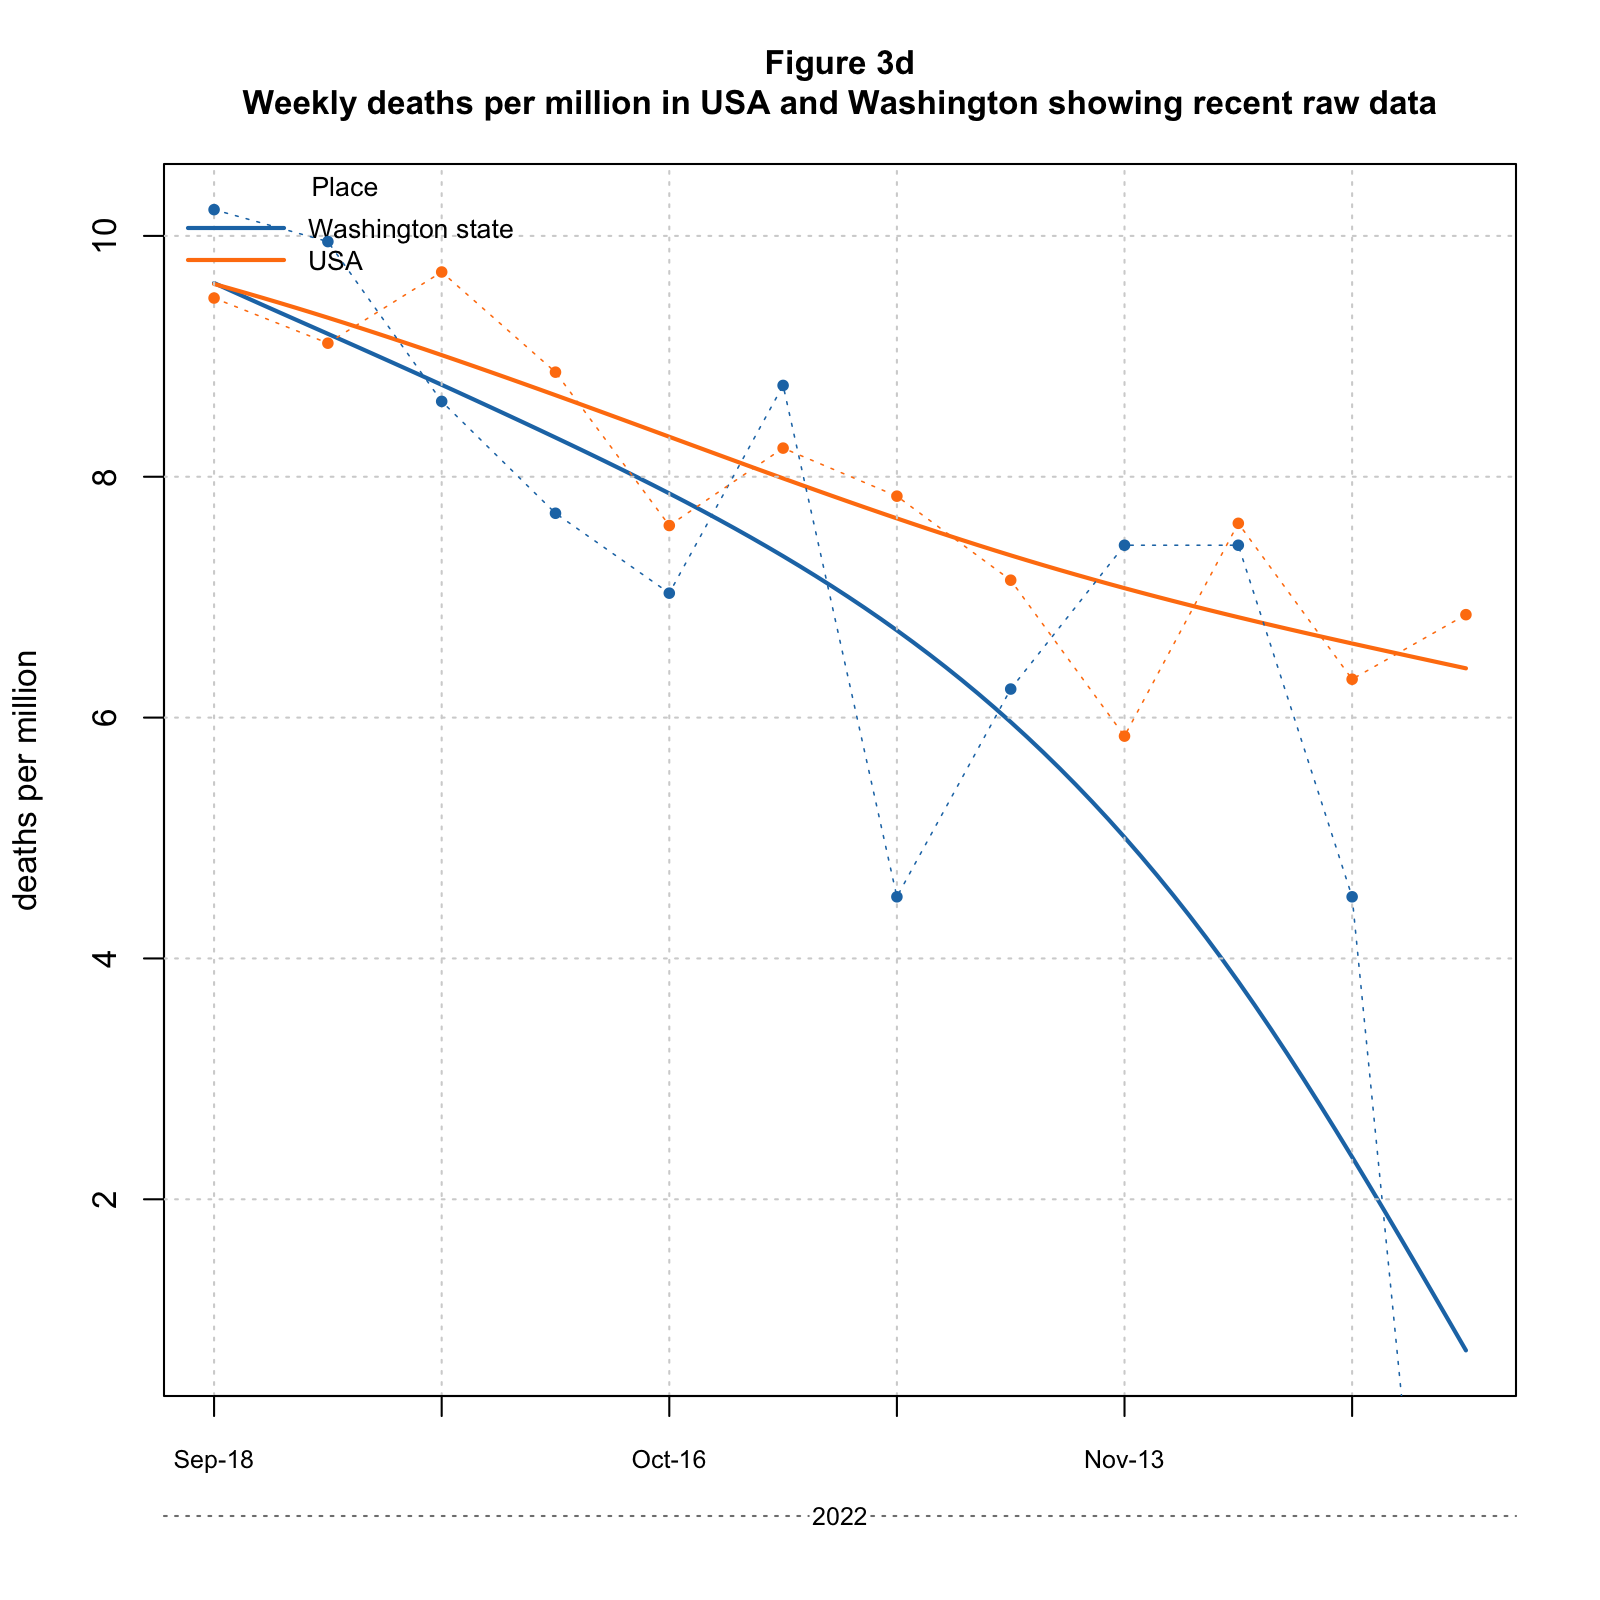 Figure 3d
Weekly deaths per million in USA and Washington showing recent raw data
Place
Washington state
USA
deaths per million
10
8
6
4
2
Sep-18
Oct-16
Nov-13
2022